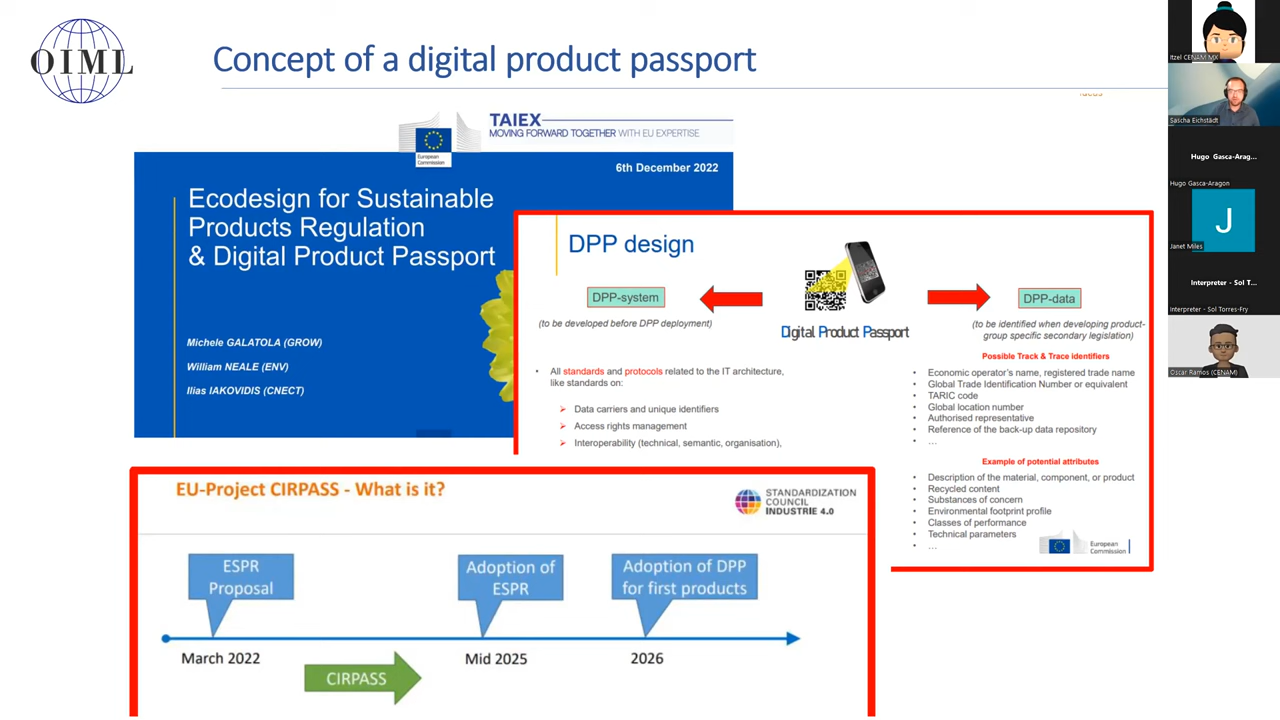 OIML
Concept of a digital product passport
TAIEX
MOVING FORWARD TOGETHER WITH EU EXPERTISE
European
Commission
6th December 2022
Ecodesign for Sustainable
Products Regulation
& Digital Product Passport
Michele GALATOLA (GROW)
William NEALE (ENV)
Ilias IAKOVIDIS (CNECT)
DPP design
DPP-system
(to be developed before DPP deployment)
Digital Product Passport
DPP-data
(to be identified when developing product-
group specific secondary legislation)
• All standards and protocols related to the IT architecture,
like standards on:
➢ Data carriers and unique identifiers
➢ Access rights management
➢ Interoperability (technical, semantic, organisation),
Possible Track & Trace identifiers
• Economic operator's name, registered trade name
• Global Trade Identification Number or equivalent
• TARIC code
• Global location number
• Authorised representative
• Reference of the back-up data repository
• ...
Example of potential attributes
• Description of the material, component, or product
• Recycled content
• Substances of concern
• Environmental footprint profile
• Classes of performance
• Technical parameters
• ...
European
Commission
EU-Project CIRPASS - What is it?
STANDARDIZATION
COUNCIL
INDUSTRIE 4.0
ESPR
Proposal
Adoption of
ESPR
Adoption of DPP
for first products
March 2022
Mid 2025
2026
CIRPASS
Itzel CENAM MX
Sascha Eichstädt
Hugo Gasca-Arag...
Hugo Gasca-Aragon
J
Janet Miles
Interpreter - Sol T...
Interpreter - Sol Torres-Fry
Oscar Ramos (CENAM)